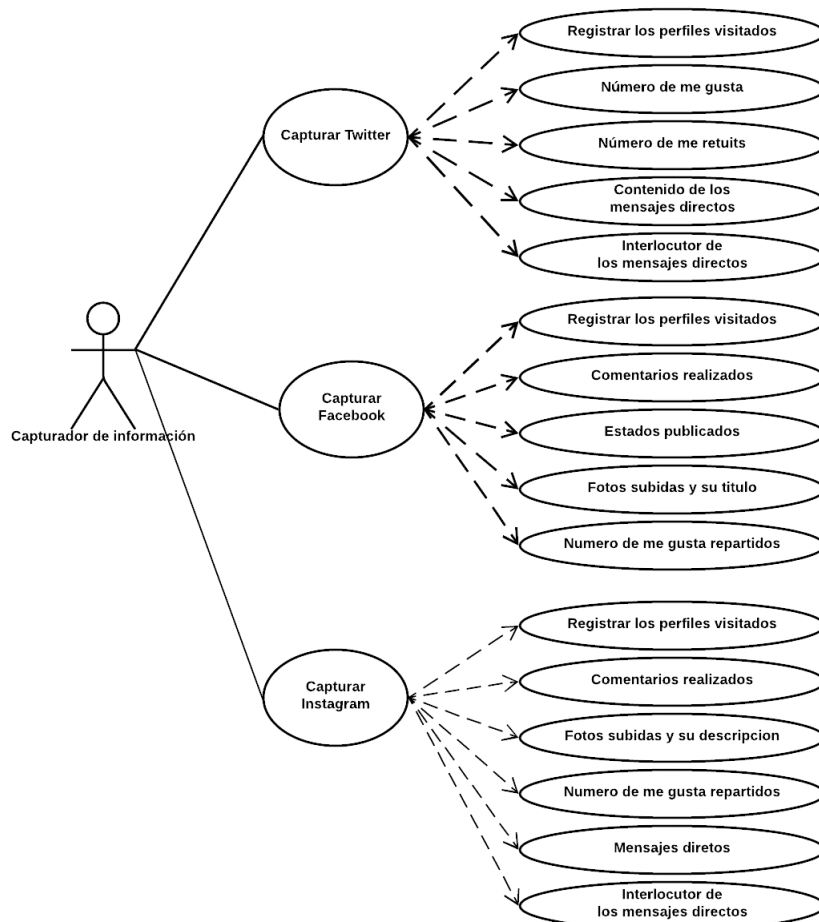 Registrar los perfiles visitados
Número de me gusta
Capturar Twitter
Número de me retuits
Contenido de los
mensajes directos
Interlocutor de
los mensajes directos
Registrar los perfiles visitados
Comentarios realizados
Capturar
Facebook
Estados publicados
Capturador de información
Fotos subidas y su titulo
Numero de me gusta repartidos
Registrar los perfiles visitados
Comentarios realizados
Capturar
Instagram
Fotos subidas y su descripcion
Numero de me gusta repartidos
Mensajes diretos
Interlocutor de
los mensajes directos